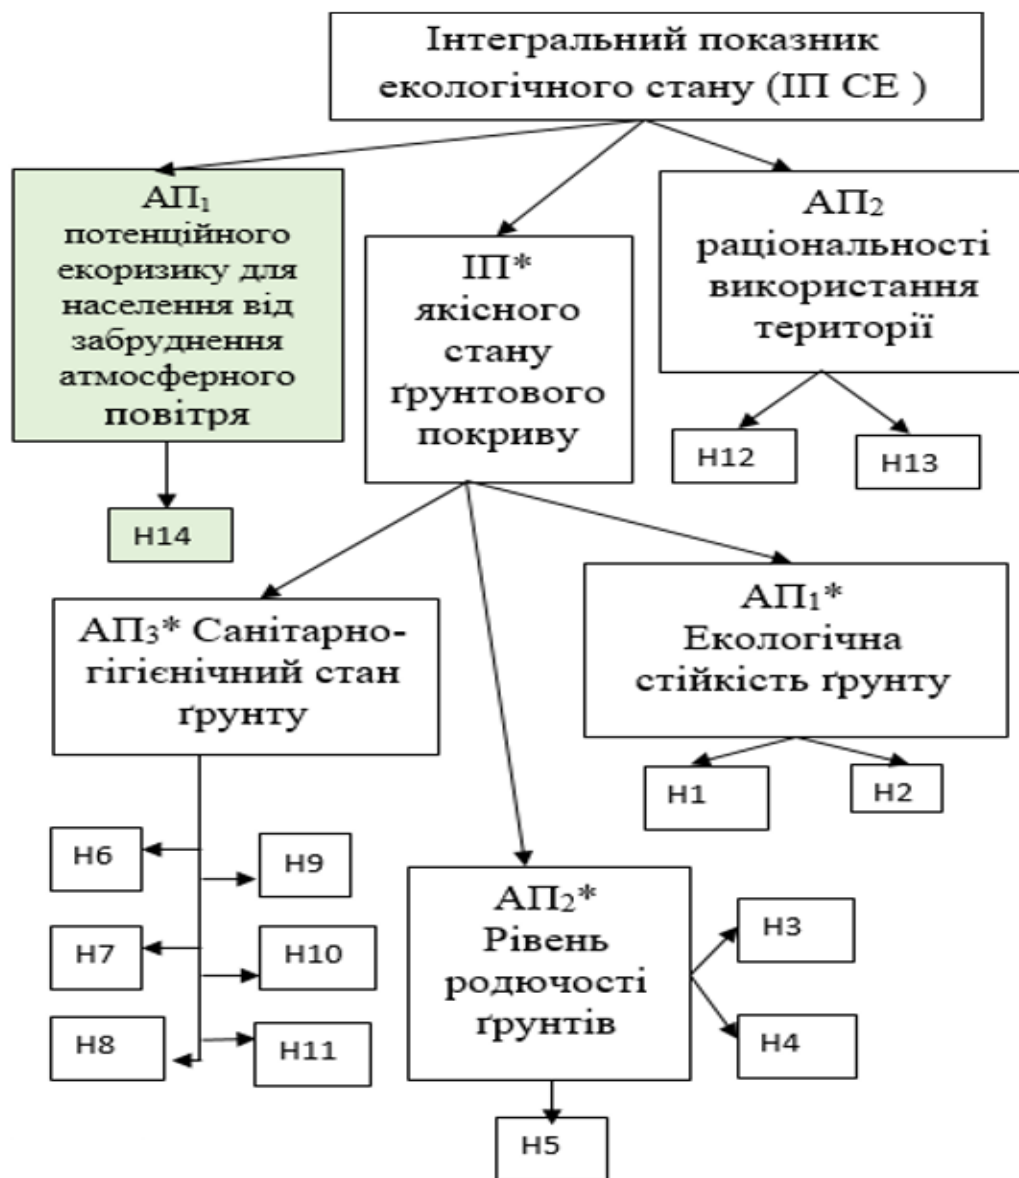 Інтегральний показник
екологічного стану (ІП СЕ )
АП₁
потенційного
екоризику для
населення від
забруднення
атмосферного
повітря
ІП*
якісного
стану
ґрунтового
покриву
АП₂
раціональності
використання
території
Н12
Н13
Н14
АП₃* Санітарно-
гігієнічний стан
ґрунту
АП₁*
Екологічна
стійкість ґрунту
Н1
Н2
Н6
Н9
Н7
Н10
Н8
Н11
АП₂*
Рівень
родючості
ґрунтів
Н3
Н4
Н5